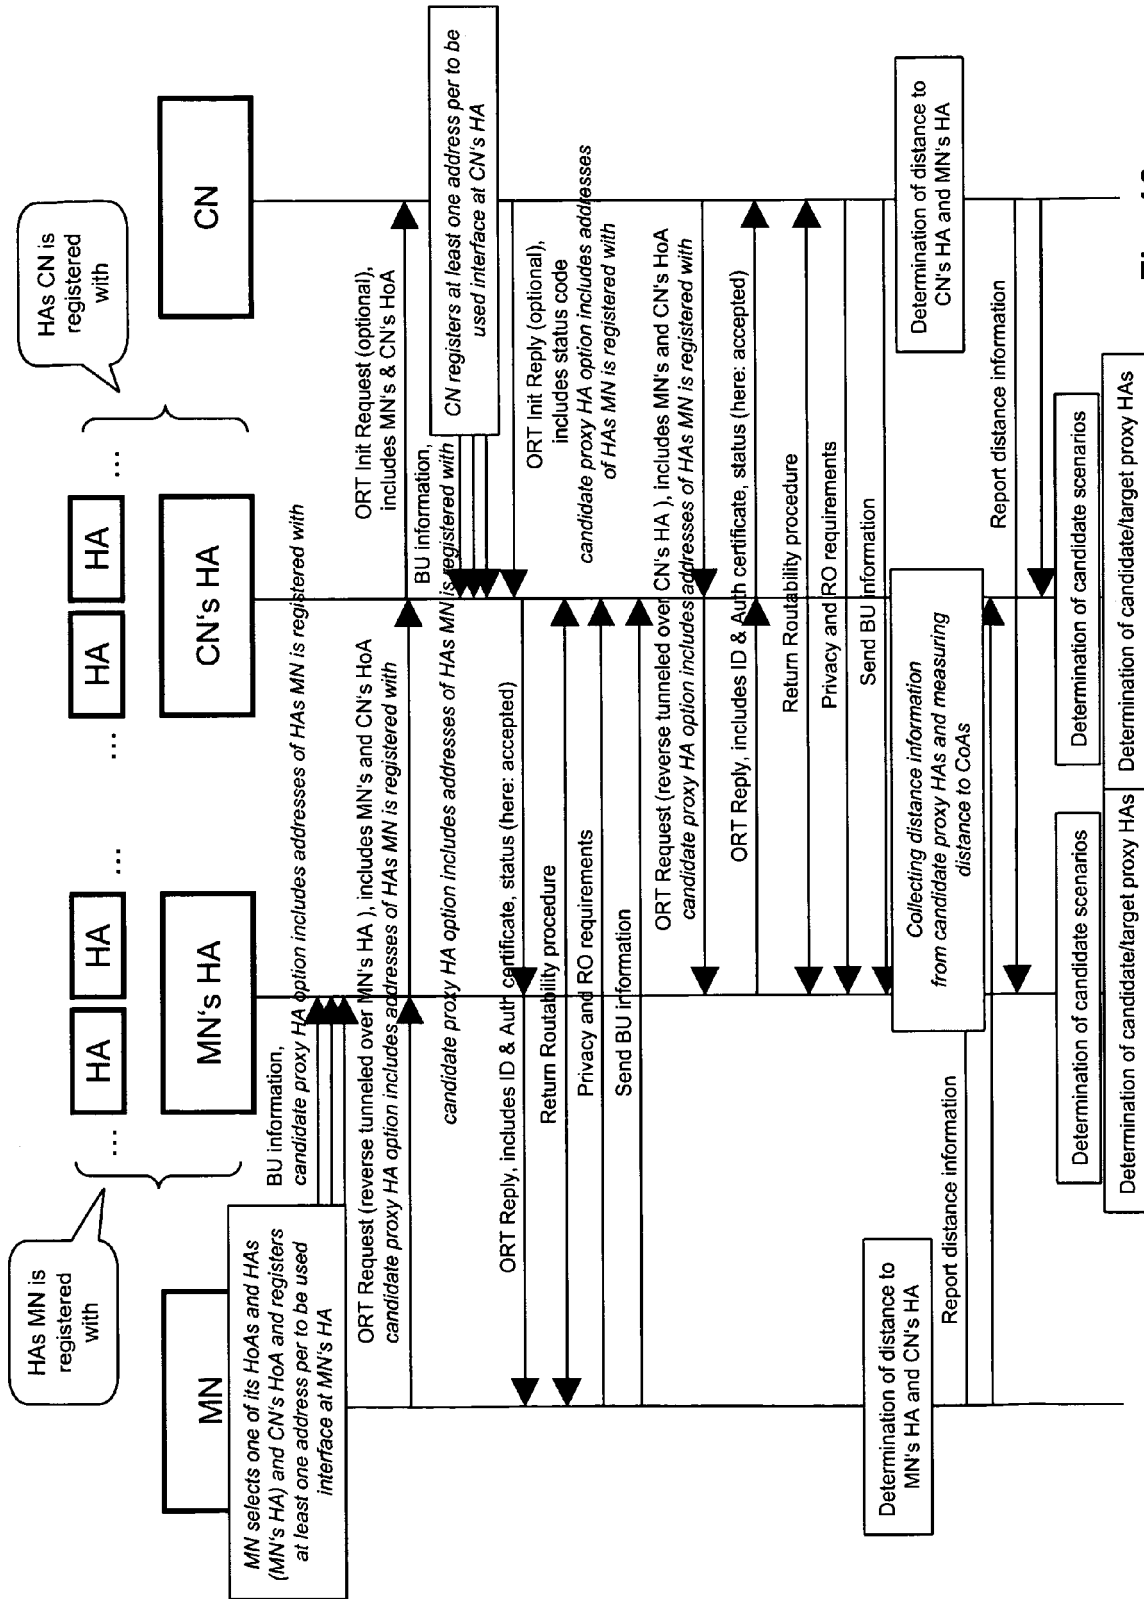 HAs MN is
registered
with
HAs CN is
registered
with
...
HA
HA
...
...
HA
HA
...
MN
MN's HA
CN's HA
CN
MN selects one of its HoAs and HAs
(MN's HA) and CN's HoA and registers
at least one address per to be used
interface at MN's HA
BU information,
candidate proxy HA option includes addresses of HAs MN is registered with
ORT Request (reverse tunneled over MN's HA ), includes MN's and CN's HoA
candidate proxy HA option includes addresses of HAs MN is registered with
ORT Init Request (optional),
includes MN's & CN's HoA
BU information,
candidate proxy HA option includes addresses of HAs MN is registered with
CN registers at least one address per to be
used interface at CN's HA
ORT Init Reply (optional),
includes status code
candidate proxy HA option includes addresses
of HAs MN is registered with
ORT Reply, includes ID & Auth certificate, status (here: accepted)
Return Routability procedure
Privacy and RO requirements
Send BU information
ORT Request (reverse tunneled over CN's HA ), includes MN's and CN's HoA
candidate proxy HA option includes addresses of HAs MN is registered with
ORT Reply, includes ID & Auth certificate, status (here: accepted)
Return Routability procedure
Privacy and RO requirements
Send BU information
Determination of distance to
MN's HA and CN's HA
Collecting distance information
from candidate proxy HAs and measuring
distance to CoAs
Determination of distance to
CN's HA and MN's HA
Report distance information
Report distance information
Determination of candidate scenarios
Determination of candidate scenarios
Determination of candidate/target proxy HAs
Determination of candidate/target proxy HAs